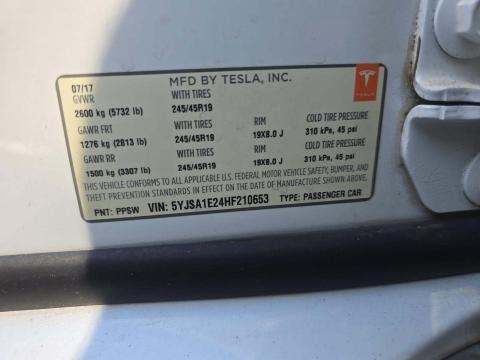 07/17 MFD BY TESLA, INC. TESLA
GVWR WITH TIRES
2600 kg (5732 lb) 245/45R19
GAWR FRT WITH TIRES RIM COLD TIRE PRESSURE
1276 kg (2813 lb) 245/45R19 19X8.0 J 310 kPa, 45 psi
GAWR RR WITH TIRES RIM COLD TIRE PRESSURE
1500 kg (3307 lb) 245/45R19 19X8.0 J 310 kPa, 45 psi
THIS VEHICLE CONFORMS TO ALL APPLICABLE U.S. FEDERAL MOTOR VEHICLE SAFETY, BUMPER, AND
THEFT PREVENTION STANDARDS IN EFFECT ON THE DATE OF MANUFACTURE SHOWN ABOVE.
PNT: PPSW VIN: 5YJSA1E24HF210653 TYPE: PASSENGER CAR